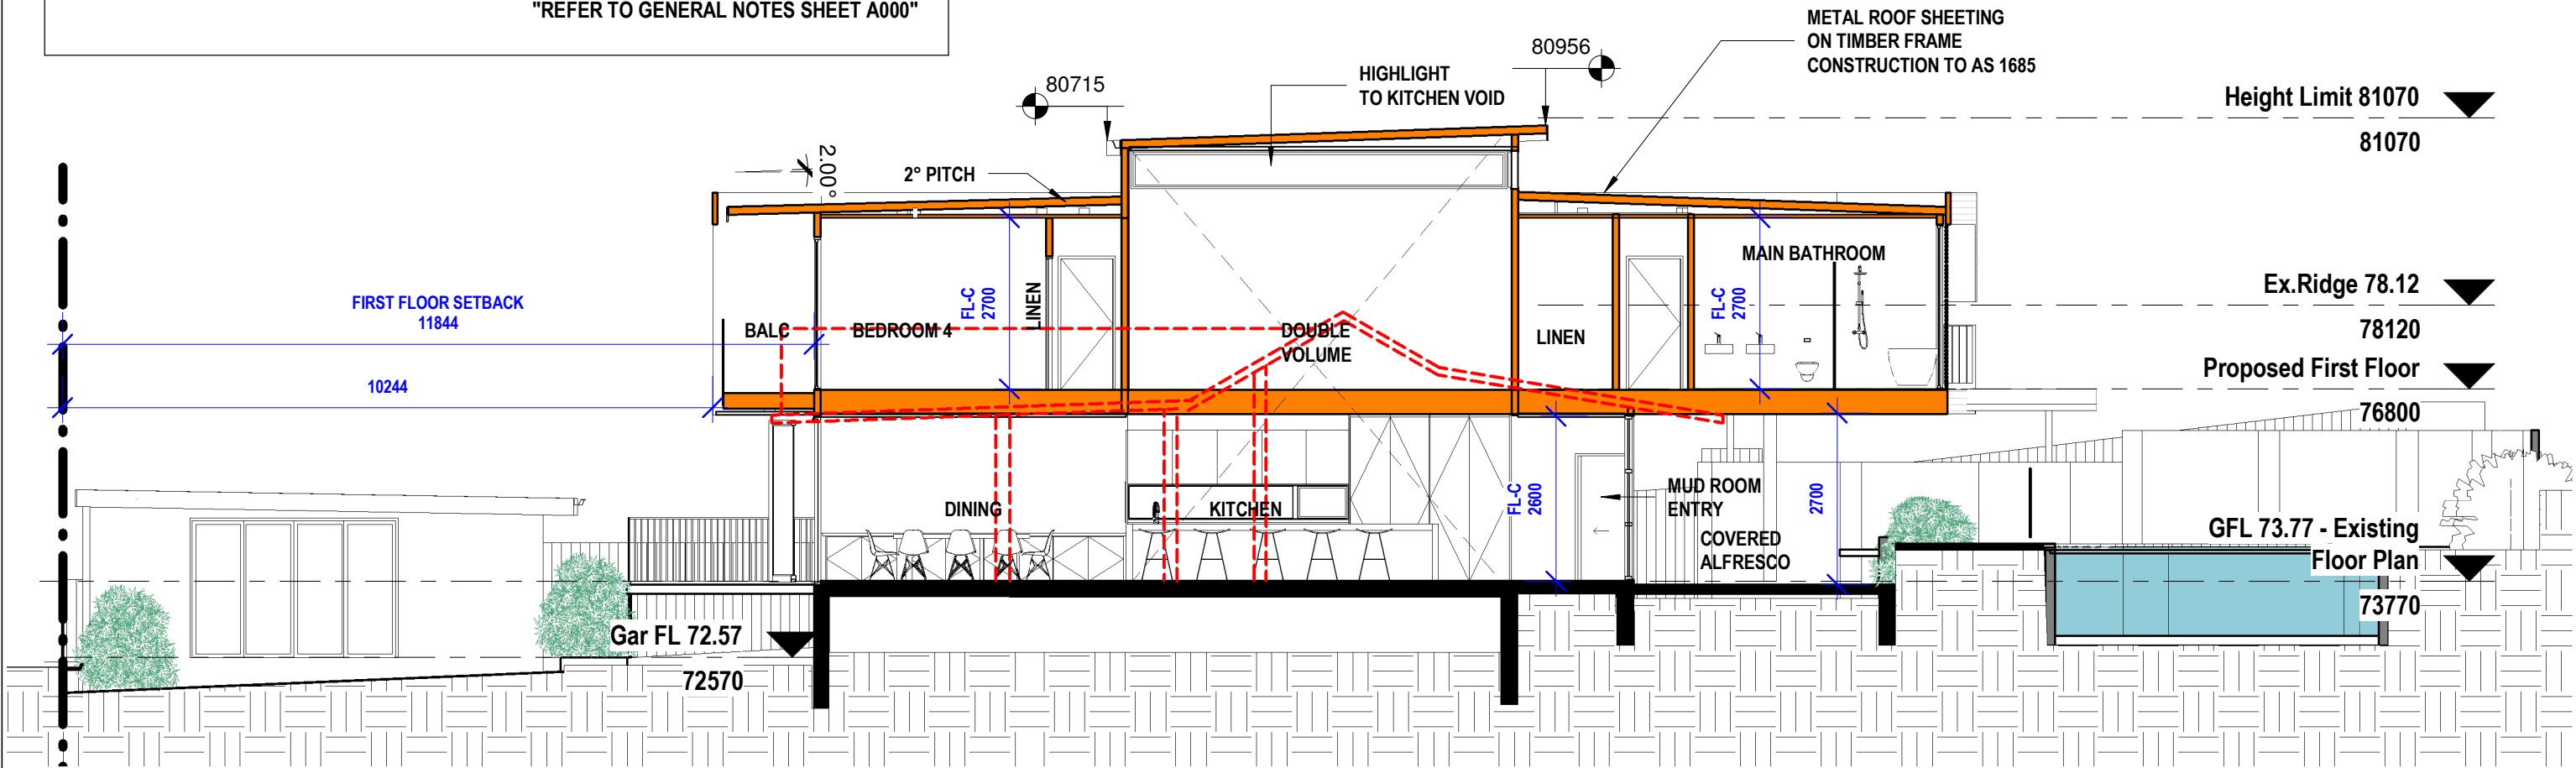 "REFER TO GENERAL NOTES SHEET A000"
METAL ROOF SHEETING
ON TIMBER FRAME
CONSTRUCTION TO AS 1685
80956
HIGHLIGHT
TO KITCHEN VOID
80715
Height Limit 81070
81070
2.00°
2° PITCH
MAIN BATHROOM
Ex.Ridge 78.12
78120
FIRST FLOOR SETBACK
11844
FL-C
2700
LINEN
FL-C
2700
BALC
BEDROOM 4
DOUBLE
VOLUME
LINEN
Proposed First Floor
76800
10244
DINING
KITCHEN
FL-C
2600
MUD ROOM
ENTRY
2700
COVERED
ALFRESCO
GFL 73.77 - Existing
Floor Plan
73770
Gar FL 72.57
72570